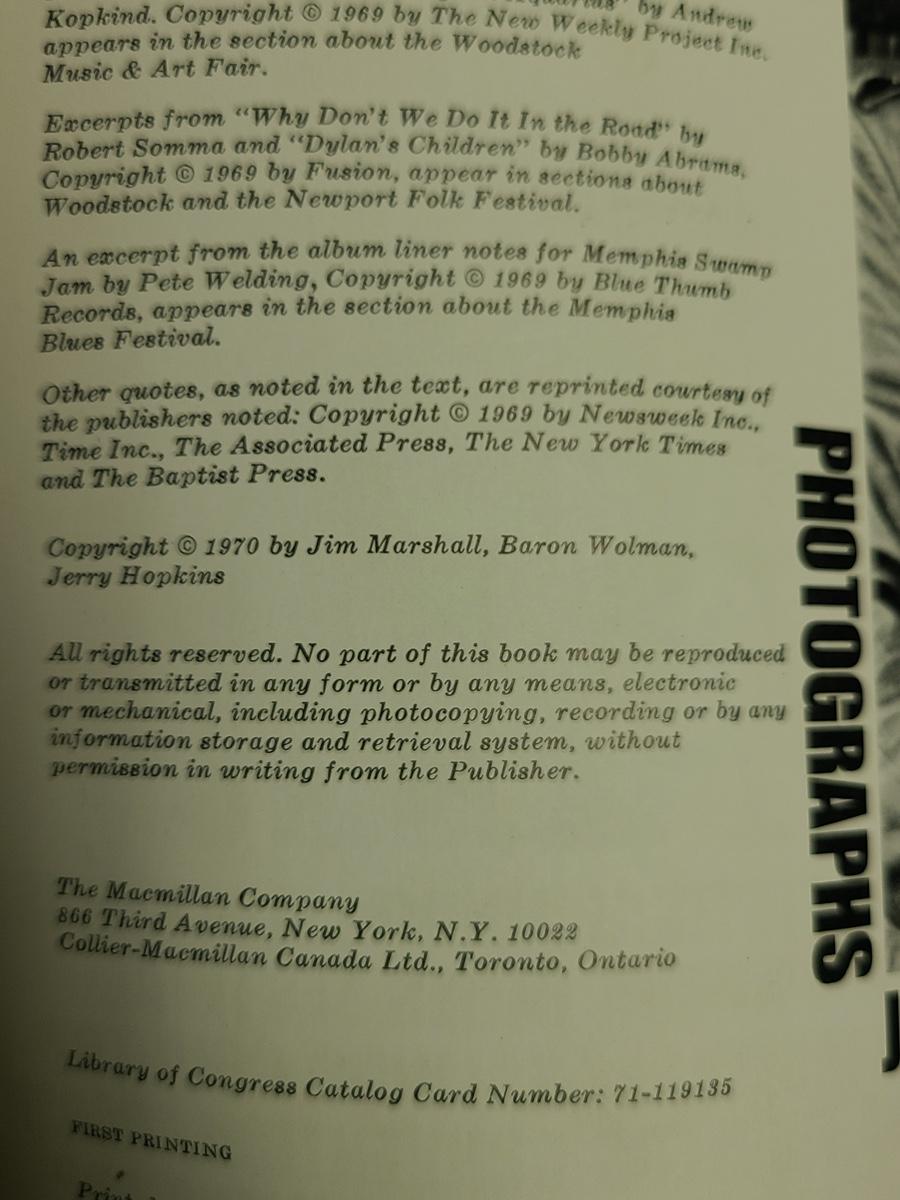 by Andrew
Kopkind. Copyright © 1969 by The New Weekly Project Inc.
appears in the section about the Woodstock
Music & Art Fair.
Excerpts from “Why Don't We Do It In the Road” by
Robert Somma and “Dylan's Children” by Bobby Abrams,
Copyright © 1969 by Fusion, appear in sections about
Woodstock and the Newport Folk Festival.
An excerpt from the album liner notes for Memphis Swamp
Jam by Pete Welding, Copyright © 1969 by Blue Thumb
Records, appears in the section about the Memphis
Blues Festival.
Other quotes, as noted in the text, are reprinted courtesy of
the publishers noted: Copyright © 1969 by Newsweek Inc.,
Time Inc., The Associated Press, The New York Times
and The Baptist Press.
Copyright © 1970 by Jim Marshall, Baron Wolman,
Jerry Hopkins
All rights reserved. No part of this book may be reproduced
or transmitted in any form or by any means, electronic
or mechanical, including photocopying, recording or by any
information storage and retrieval system, without
permission in writing from the Publisher.
The Macmillan Company
866 Third Avenue, New York, N.Y. 10022
Collier-Macmillan Canada Ltd., Toronto, Ontario
Library of Congress Catalog Card Number: 71-119135
FIRST PRINTING
PHOTOGRAPHS